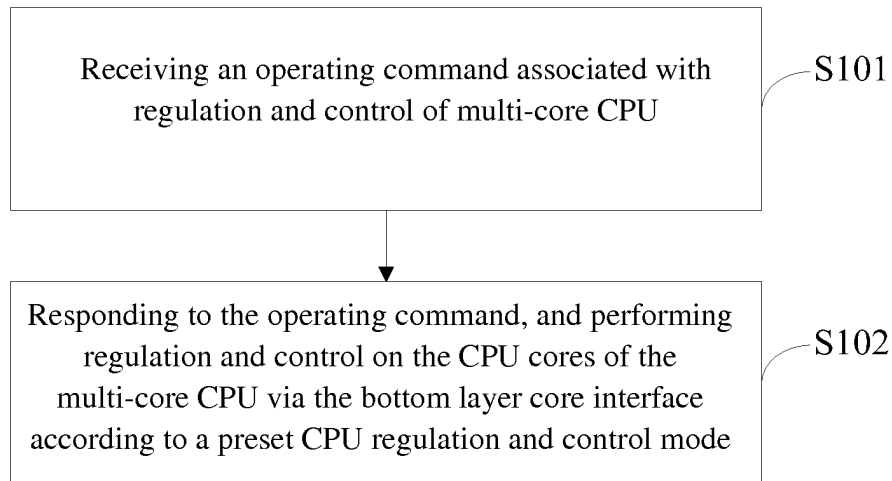 Receiving an operating command associated with
regulation and control of multi-core CPU
S101
Responding to the operating command, and performing
regulation and control on the CPU cores of the
multi-core CPU via the bottom layer core interface
according to a preset CPU regulation and control mode
S102